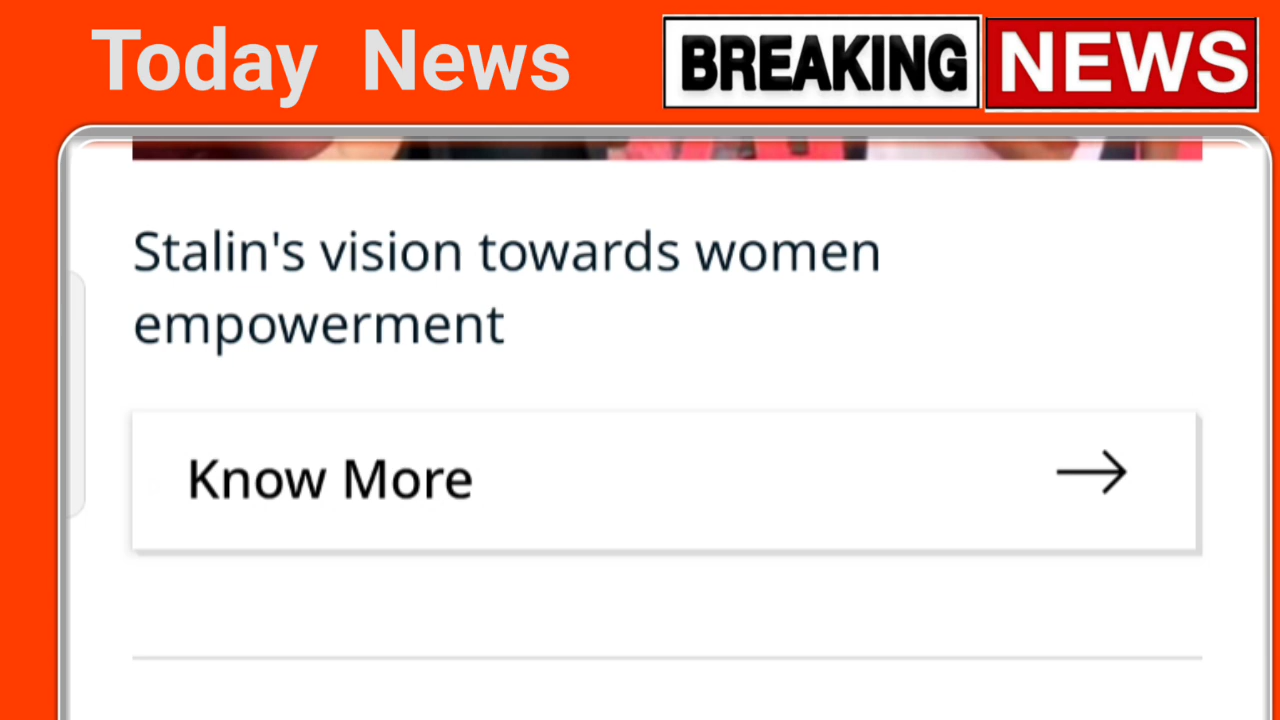 Today News
BREAKING NEWS
Stalin's vision towards women
empowerment
Know More